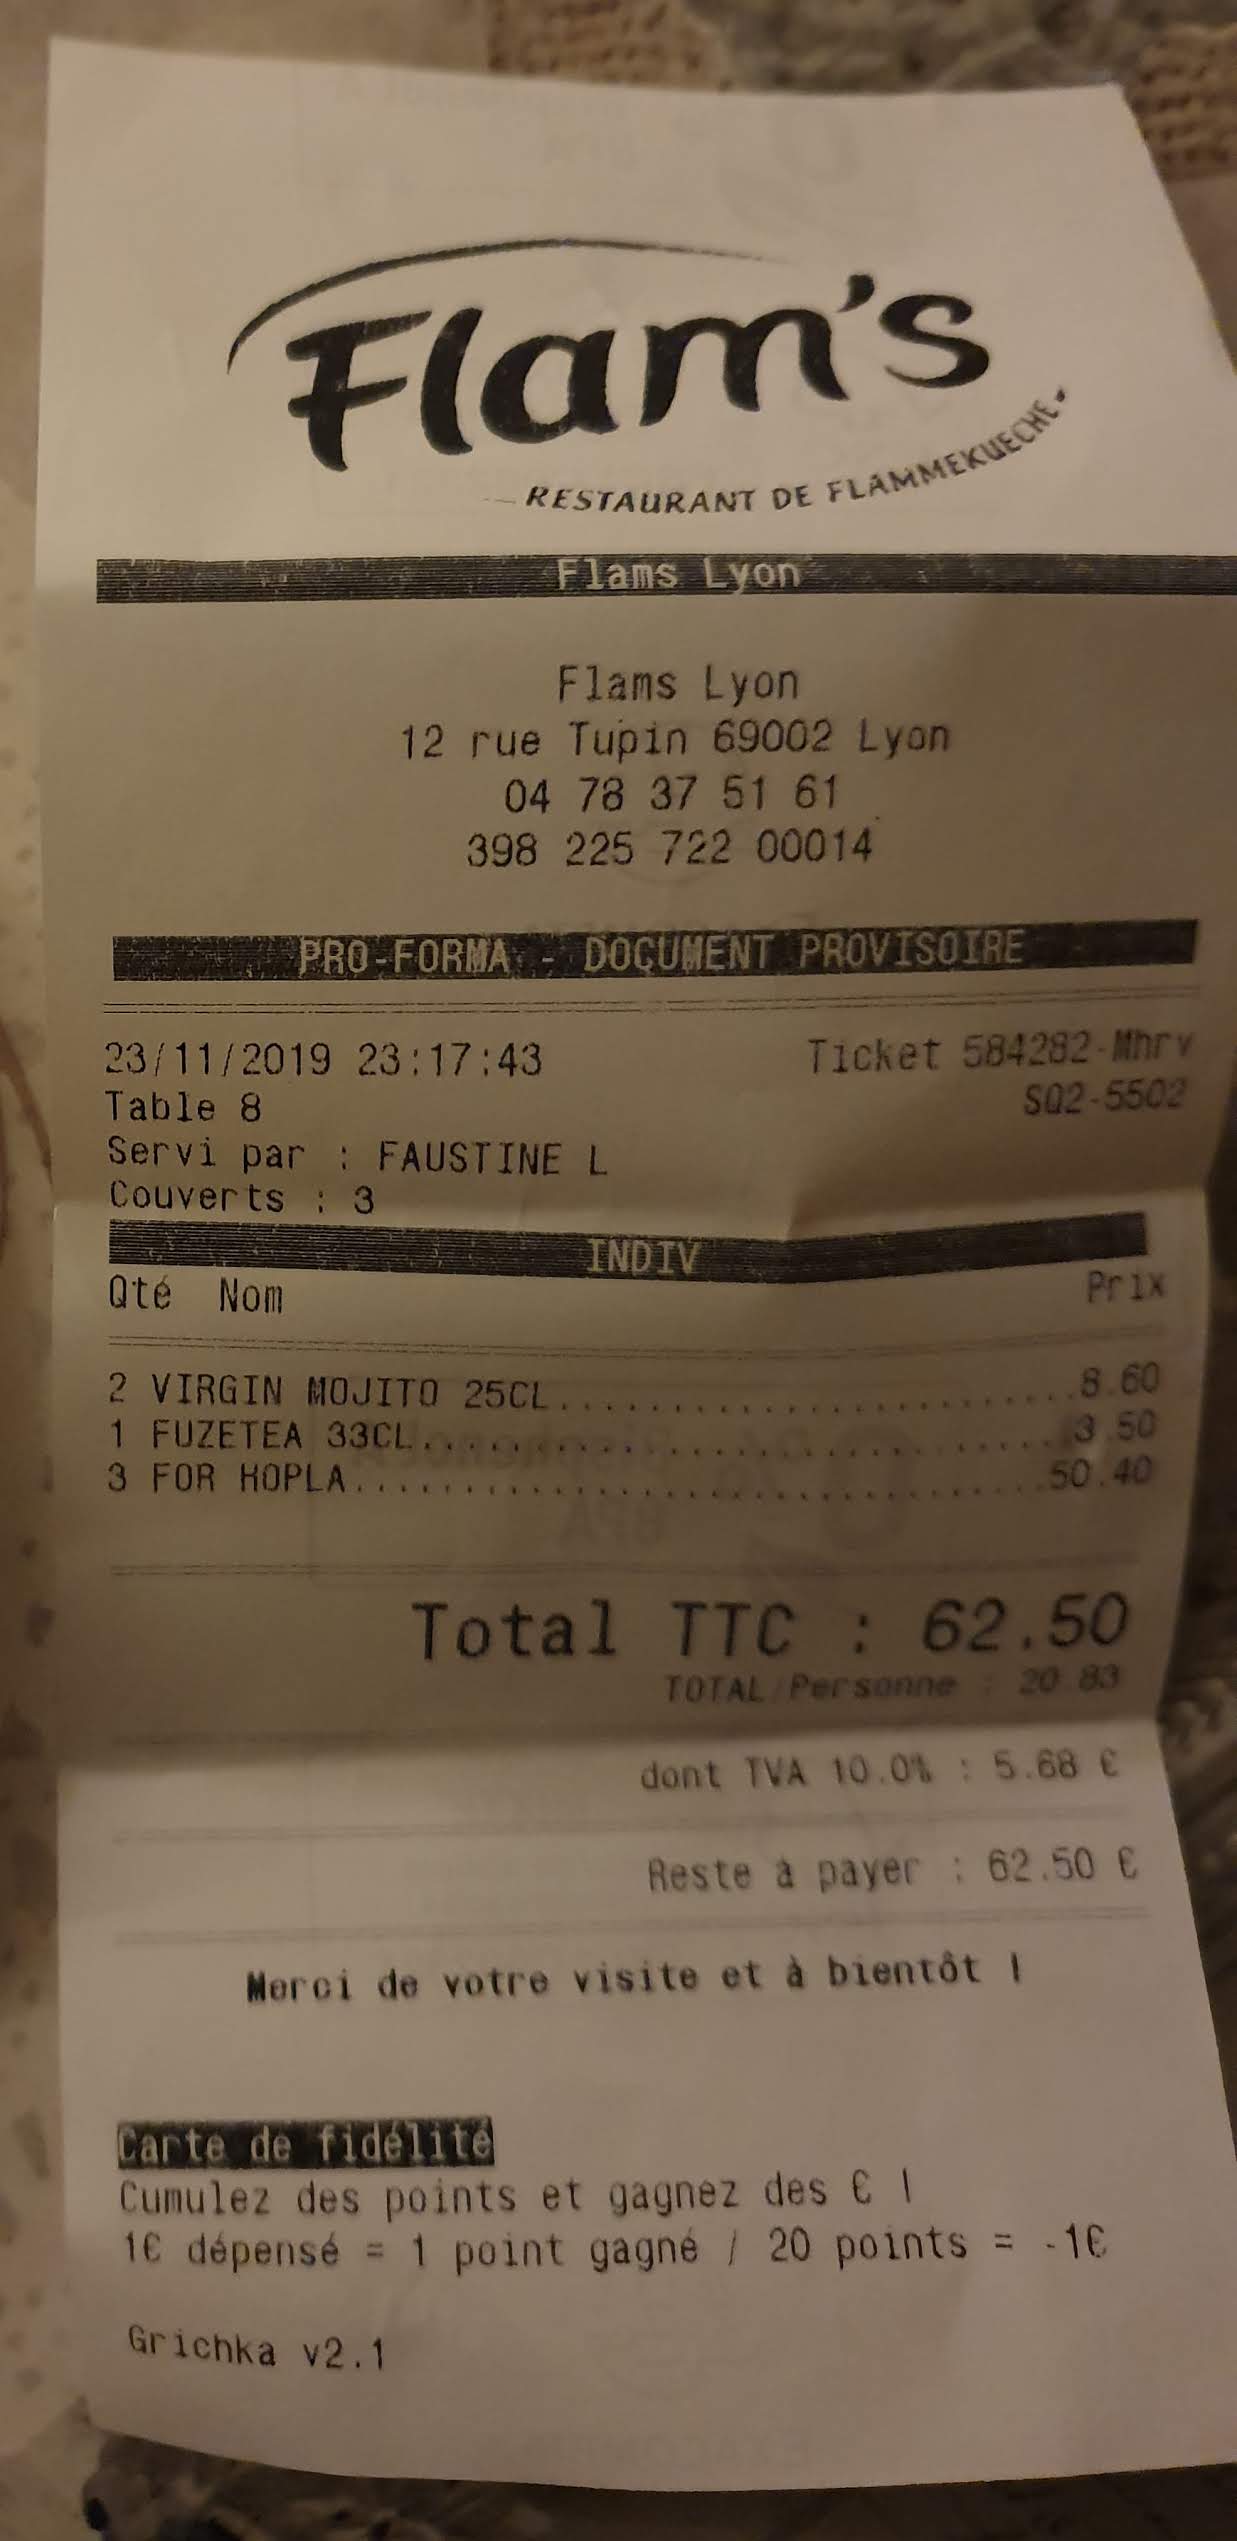 Flam's
RESTAURANT DE FLAMMEKUECHE.
Flams Lyon
Flams Lyon
12 rue Tupin 69002 Lyon
04 78 37 51 61
398 225 722 00014
PRO-FORMA - DOCUMENT PROVISOIRE
23/11/2019 23:17:43 Ticket 584282-Mhrv
Table 8 SQ2-5502
Servi par : FAUSTINE L
Couverts : 3
INDIV
Qté Nom Prix
2 VIRGIN MOJITO 25CL.........................8.60
1 FUZETEA 33CL...............................3.50
3 FOR HOPLA.................................50.40
Total TTC : 62.50
TOTAL/Personne : 20.83
dont TVA 10.0% : 5.68 €
Reste à payer : 62.50 €
Merci de votre visite et à bientôt !
Carte de fidélité
Cumulez des points et gagnez des € !
1€ dépensé = 1 point gagné / 20 points = -1€
Grichka v2.1